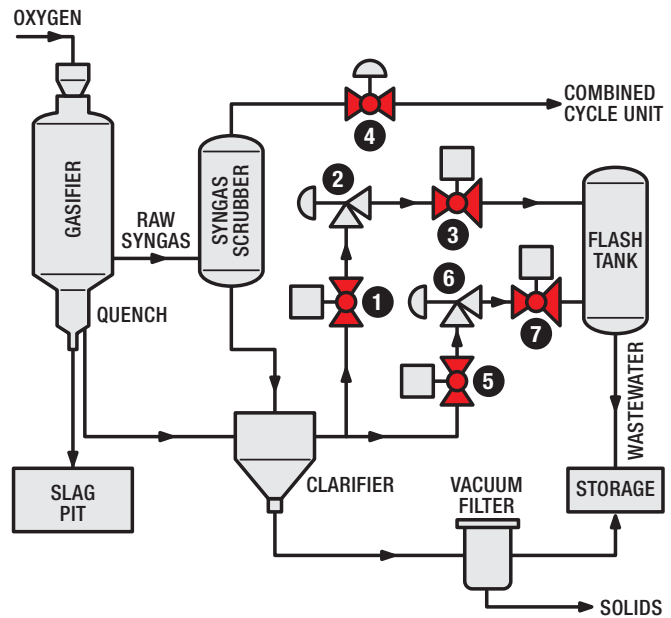 OXYGEN
GASIFIER
RAW
SYNGAS
QUENCH
SLAG
PIT
SYNGAS
SCRUBBER
4
COMBINED
CYCLE UNIT
2
3
1
6
7
5
FLASH
TANK
WASTEWATER
CLARIFIER
VACUUM
FILTER
STORAGE
SOLIDS